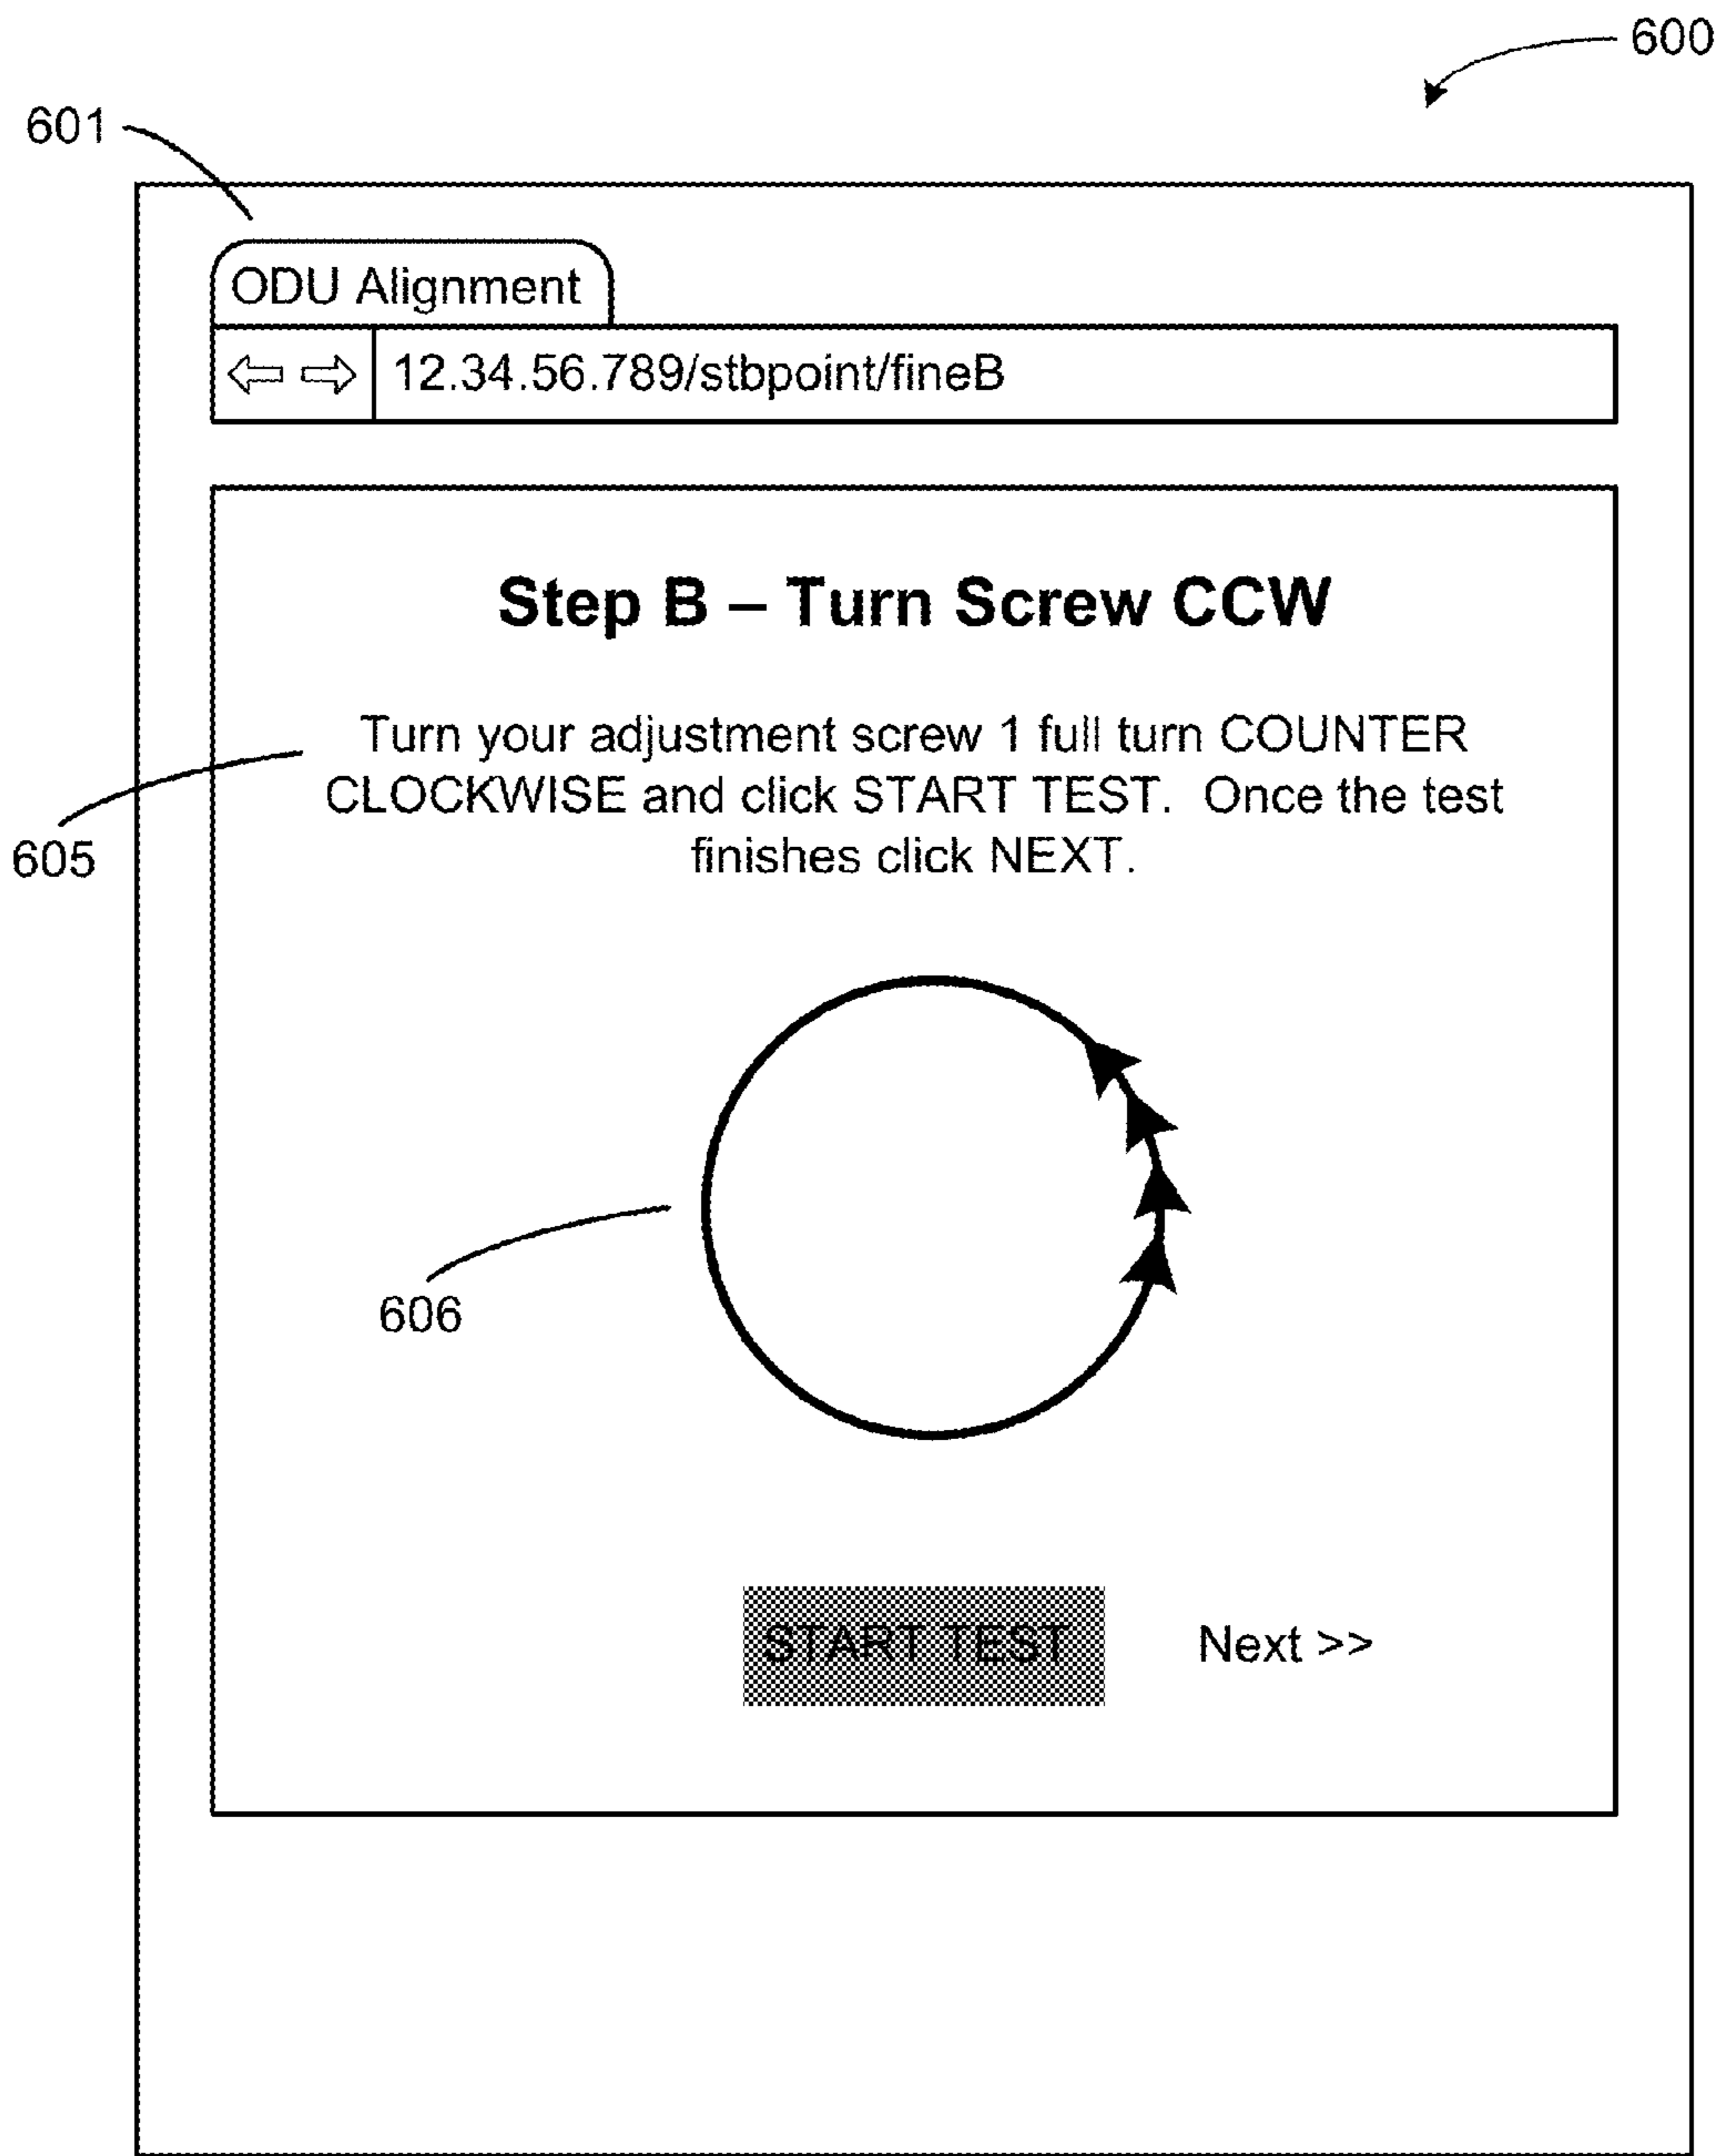 600
601
ODU Alignment
12.34.56.789/stbpoint/fineB
Step B – Turn Screw CCW
Turn your adjustment screw 1 full turn COUNTER
CLOCKWISE and click START TEST.  Once the test
finishes click NEXT.
605
606
START TEST
Next >>